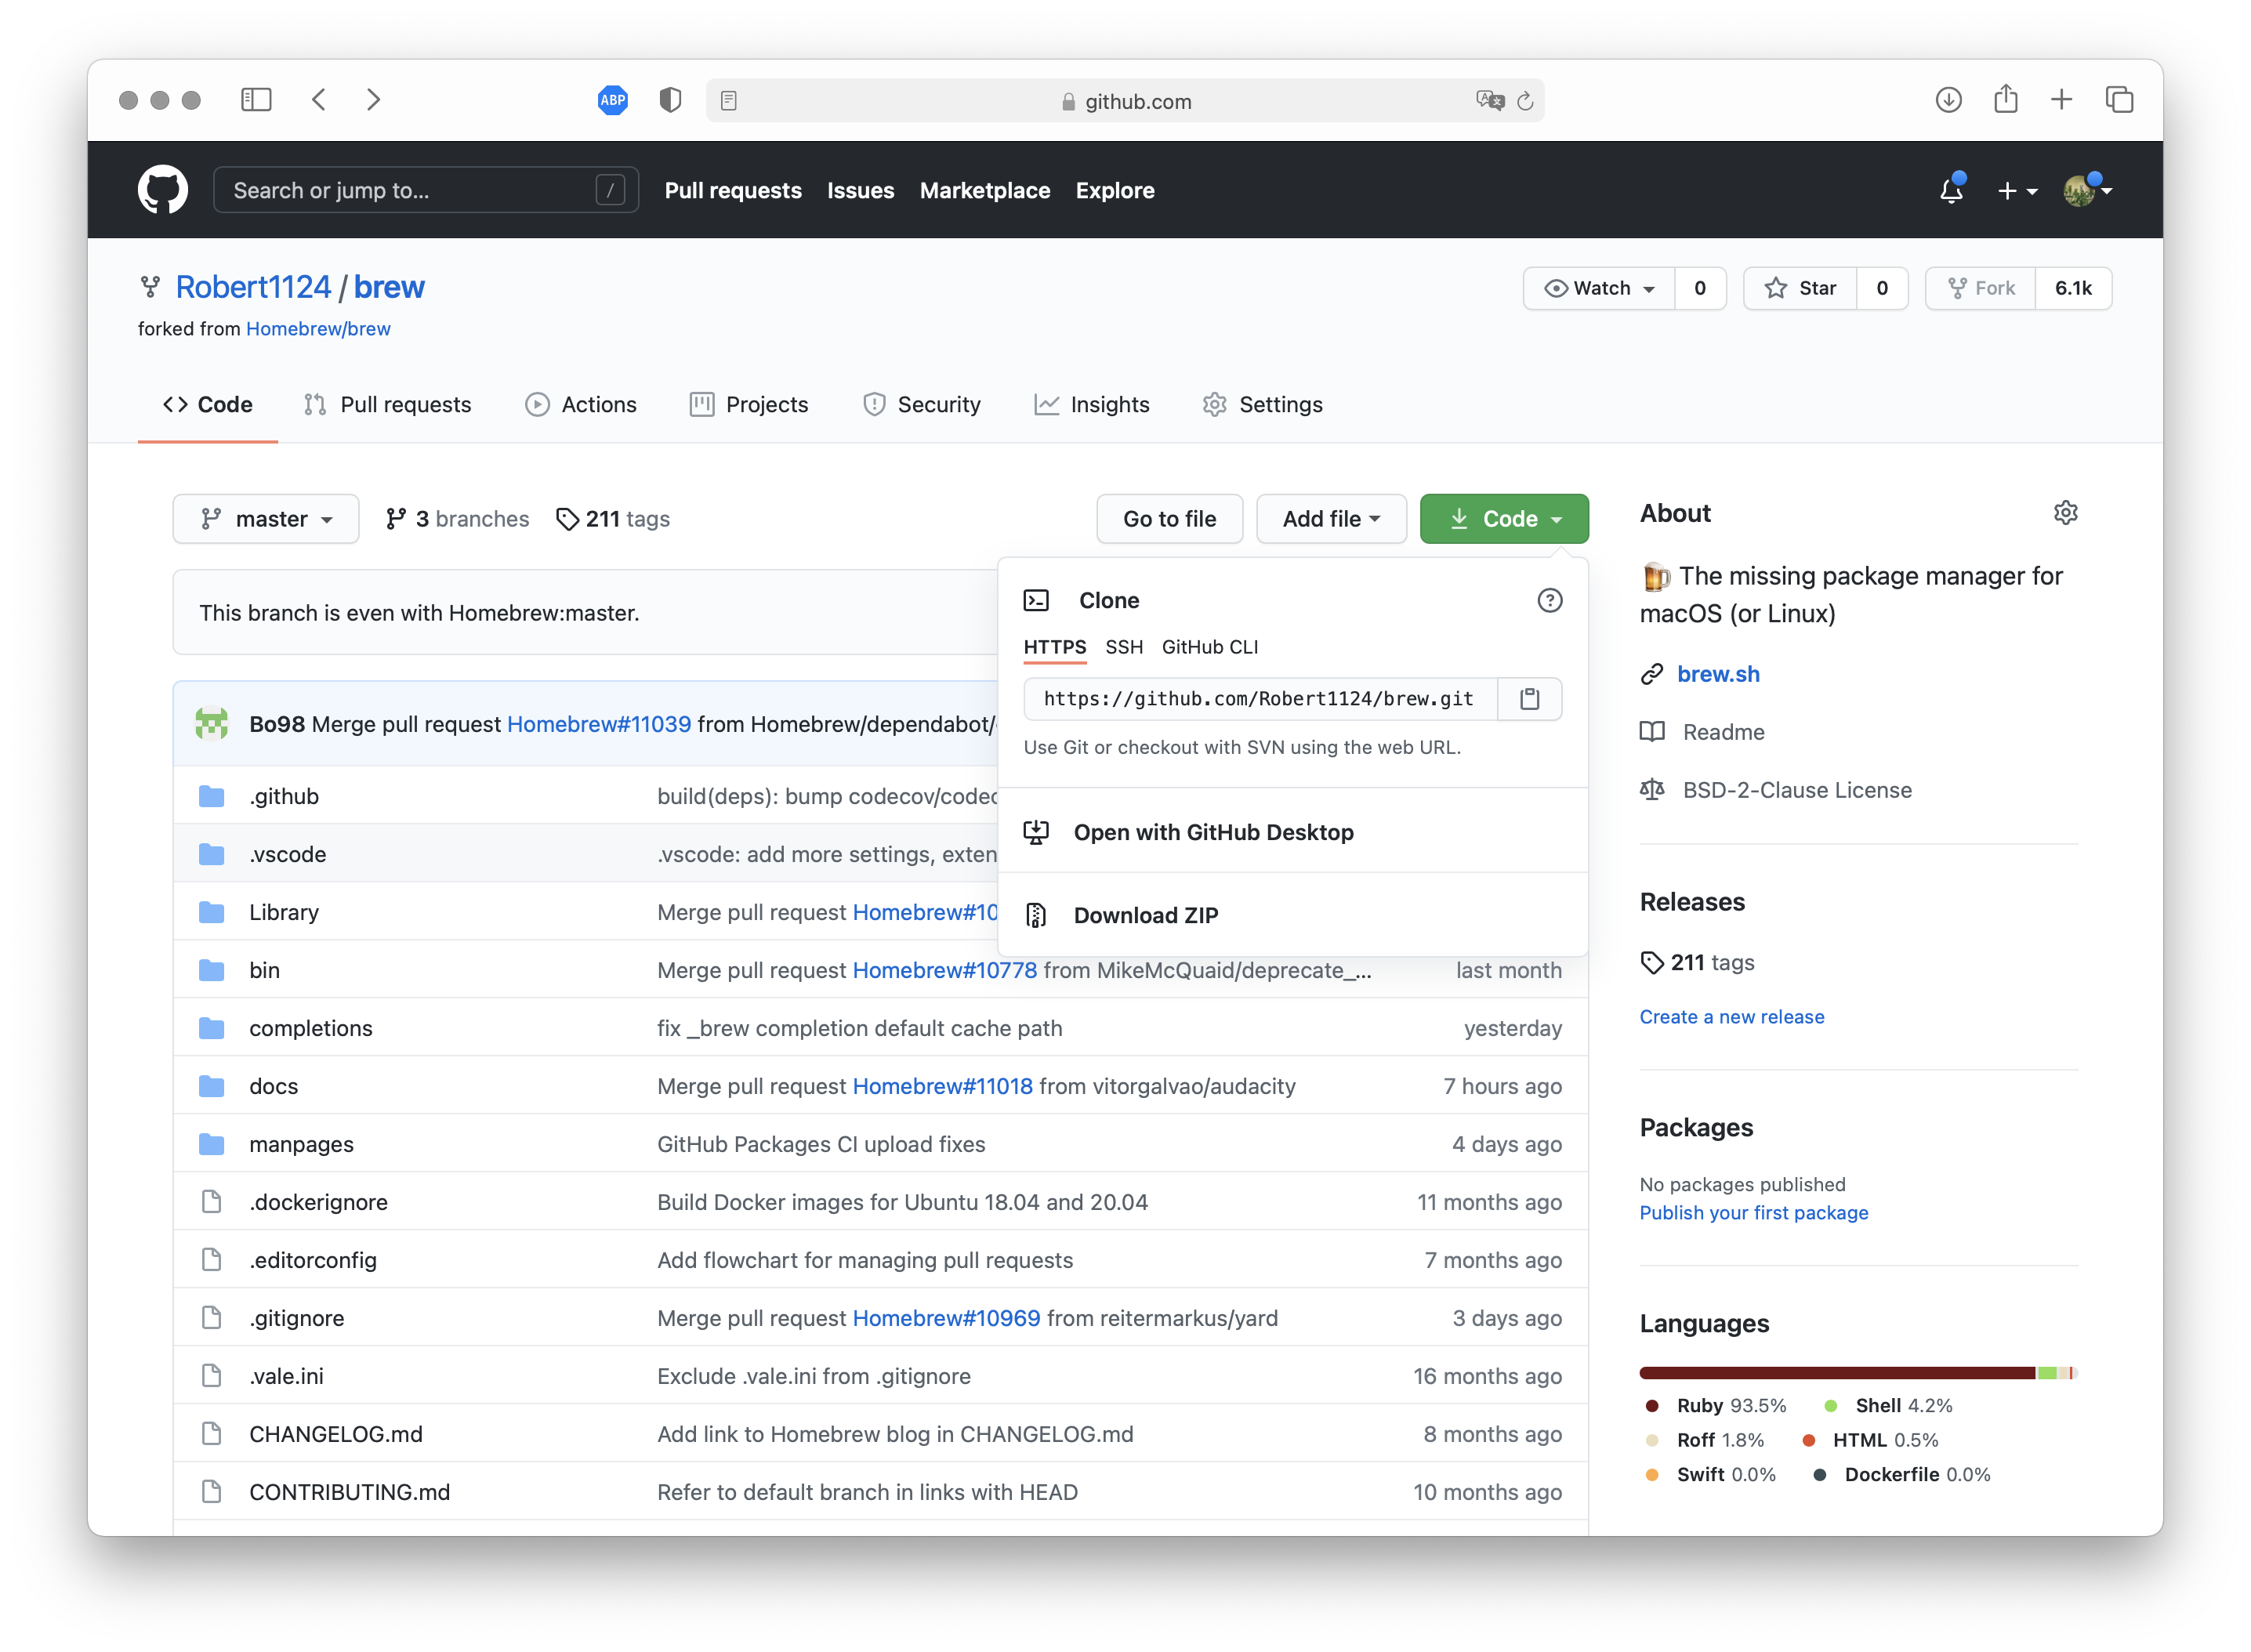 ABP
github.com
Search or jump to... /
Pull requests Issues Marketplace Explore
Robert1124 / brew
forked from Homebrew/brew
Watch 0 Star 0 Fork 6.1k
Code Pull requests Actions Projects Security Insights Settings
master 3 branches 211 tags Go to file Add file Code
This branch is even with Homebrew:master.
Clone
HTTPS SSH GitHub CLI
https://github.com/Robert1124/brew.git
Use Git or checkout with SVN using the web URL.
Open with GitHub Desktop
Download ZIP
Bo98 Merge pull request Homebrew#11039 from Homebrew/dependabot/
.github build(deps): bump codecov/codec
.vscode .vscode: add more settings, exten
Library Merge pull request Homebrew#10
bin Merge pull request Homebrew#10778 from MikeMcQuaid/deprecate_... last month
completions fix _brew completion default cache path yesterday
docs Merge pull request Homebrew#11018 from vitorgalvao/audacity 7 hours ago
manpages GitHub Packages CI upload fixes 4 days ago
.dockerignore Build Docker images for Ubuntu 18.04 and 20.04 11 months ago
.editorconfig Add flowchart for managing pull requests 7 months ago
.gitignore Merge pull request Homebrew#10969 from reitermarkus/yard 3 days ago
.vale.ini Exclude .vale.ini from .gitignore 16 months ago
CHANGELOG.md Add link to Homebrew blog in CHANGELOG.md 8 months ago
CONTRIBUTING.md Refer to default branch in links with HEAD 10 months ago
About
🍺 The missing package manager for
macOS (or Linux)
brew.sh
Readme
BSD-2-Clause License
Releases
211 tags
Create a new release
Packages
No packages published
Publish your first package
Languages
Ruby 93.5% Shell 4.2%
Roff 1.8% HTML 0.5%
Swift 0.0% Dockerfile 0.0%